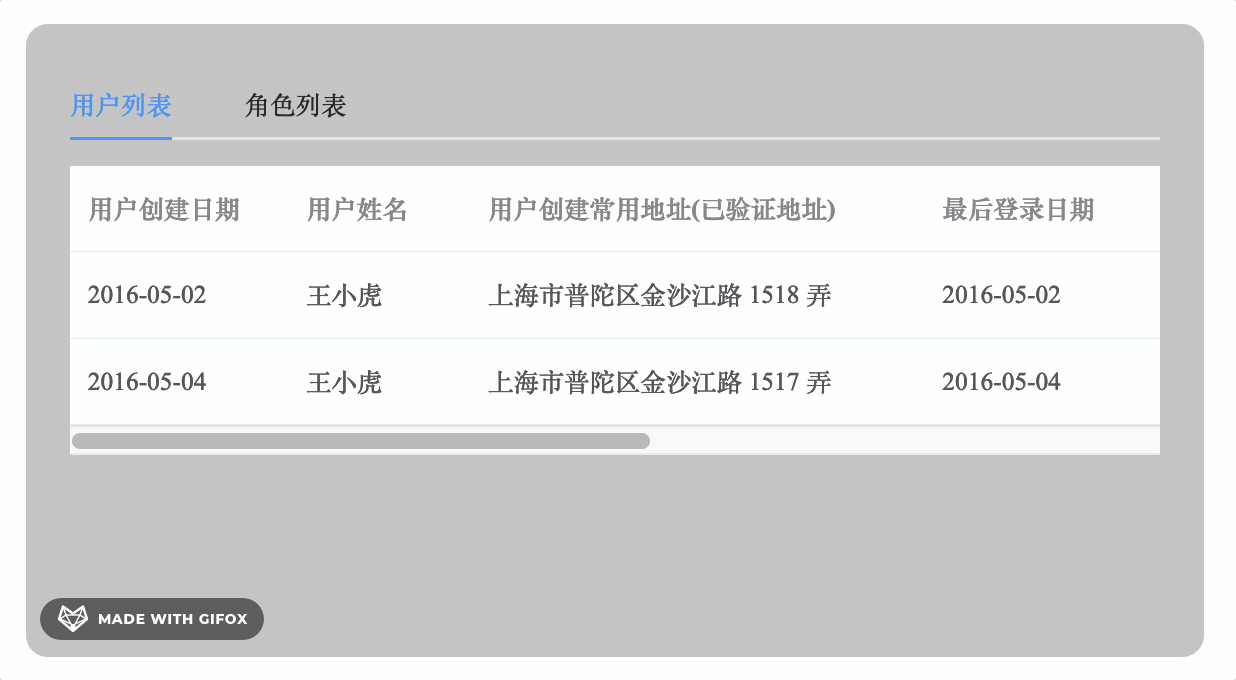 用户列表 角色列表
用户创建日期 用户姓名 用户创建常用地址(已验证地址) 最后登录日期
2016-05-02 王小虎 上海市普陀区金沙江路 1518 弄 2016-05-02
2016-05-04 王小虎 上海市普陀区金沙江路 1517 弄 2016-05-04
MADE WITH GIFOX